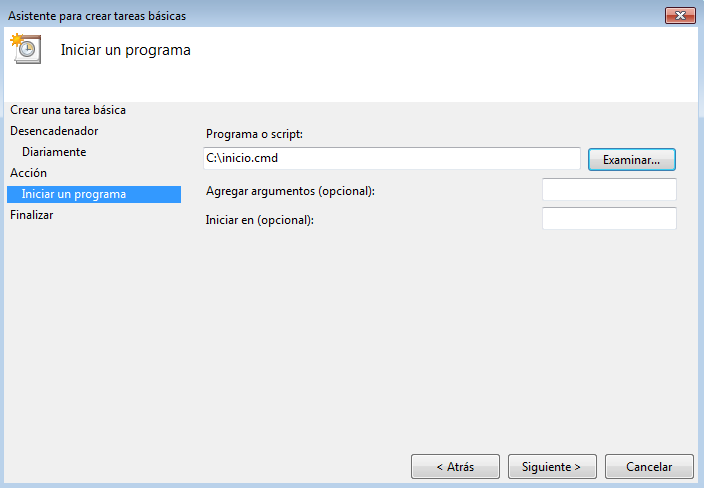 Asistente para crear tareas básicas
Iniciar un programa
Crear una tarea básica
Desencadenador
Diariamente
Acción
Iniciar un programa
Finalizar
Programa o script:
C:\inicio.cmd
Examinar...
Agregar argumentos (opcional):
Iniciar en (opcional):
< Atrás
Siguiente >
Cancelar